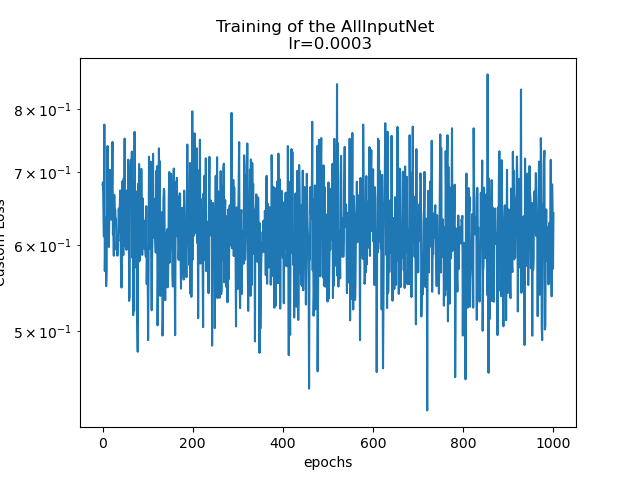 Training of the AllInputNet
lr=0.0003
8 × 10⁻¹
7 × 10⁻¹
6 × 10⁻¹
5 × 10⁻¹
Custom Loss
0 200 400 600 800 1000
epochs